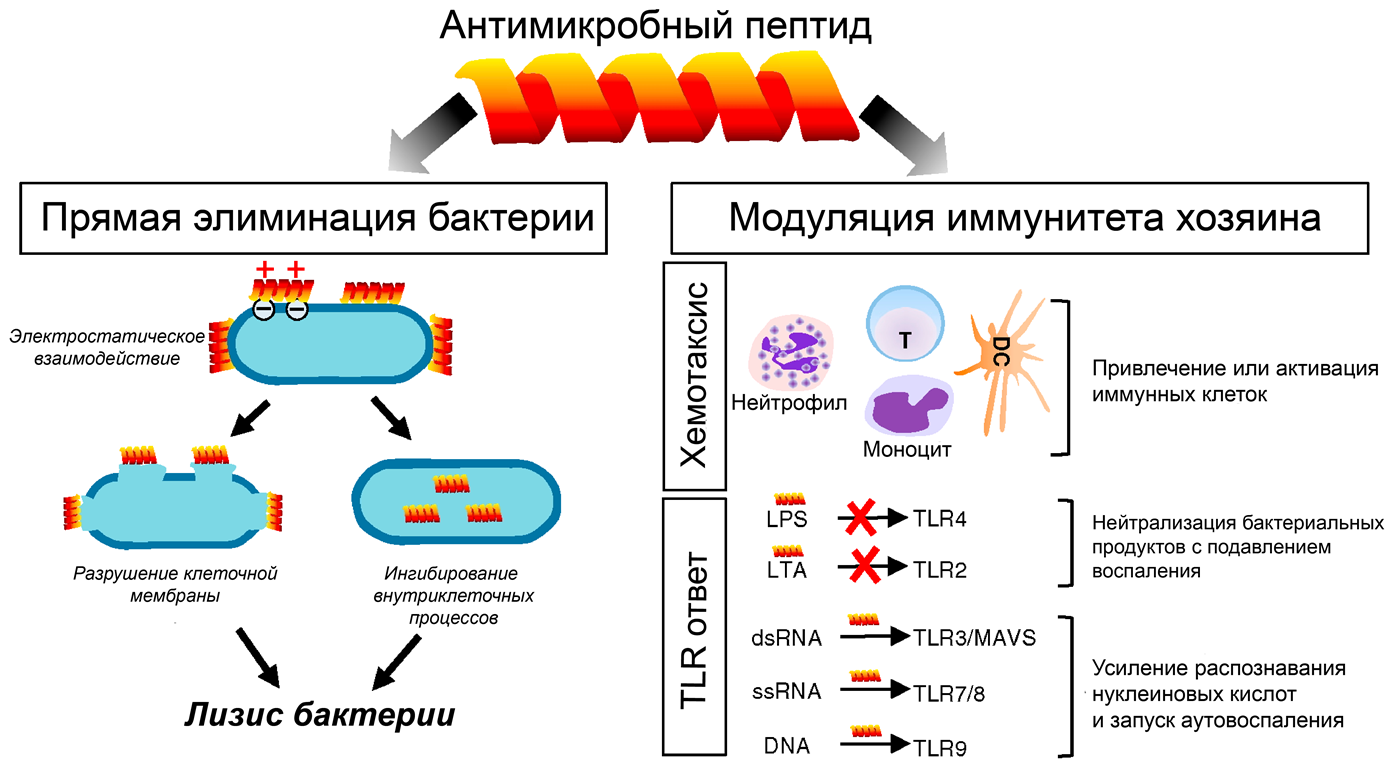 Антимикробный пептид
Прямая элиминация бактерии
+ +
− −
Электростатическое
взаимодействие
Разрушение клеточной
мембраны
Ингибирование
внутриклеточных
процессов
Лизис бактерии
Модуляция иммунитета хозяина
Хемотаксис
Нейтрофил
T
Моноцит
DC
Привлечение или активация
иммунных клеток
TLR ответ
LPS TLR4
LTA TLR2
Нейтрализация бактериальных
продуктов с подавлением
воспаления
dsRNA TLR3/MAVS
ssRNA TLR7/8
DNA TLR9
Усиление распознавания
нуклеиновых кислот
и запуск аутовоспаления